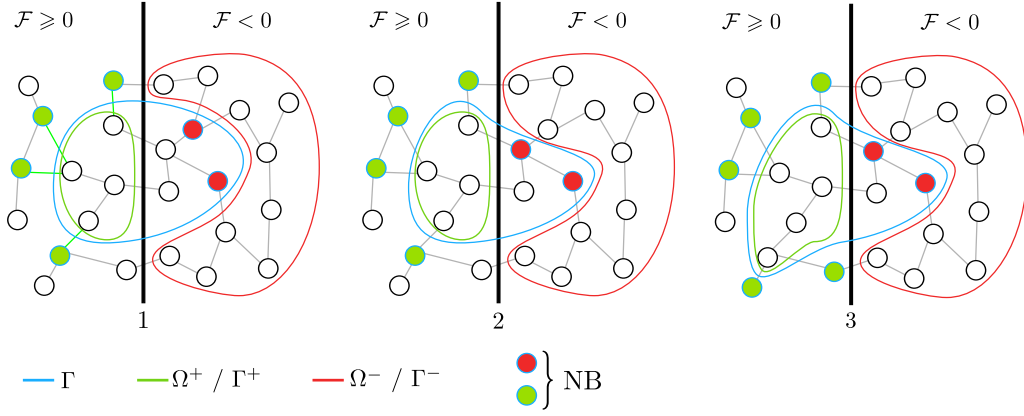 ℱ ⩾ 0 ℱ < 0 ℱ ⩾ 0 ℱ < 0 ℱ ⩾ 0 ℱ < 0
1 2 3
Γ Ω⁺ / Γ⁺ Ω⁻ / Γ⁻ } NB